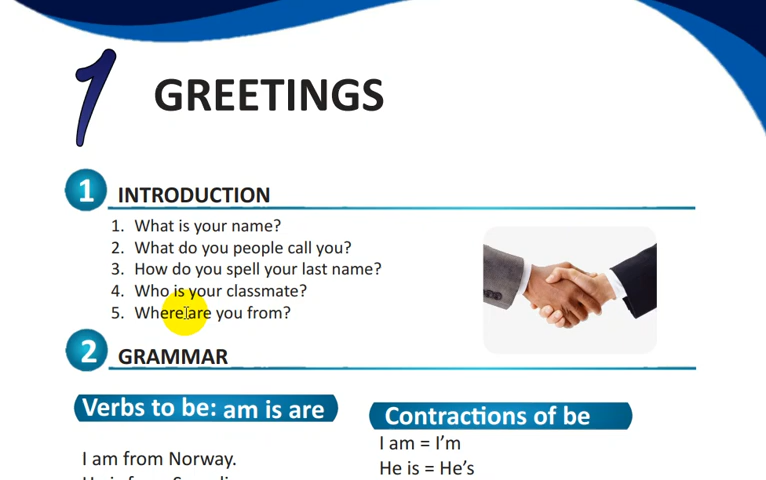 1 GREETINGS
1 INTRODUCTION
1. What is your name?
2. What do you people call you?
3. How do you spell your last name?
4. Who is your classmate?
5. Where are you from?
2 GRAMMAR
Verbs to be: am is are
I am from Norway.
Contractions of be
I am = I'm
He is = He's